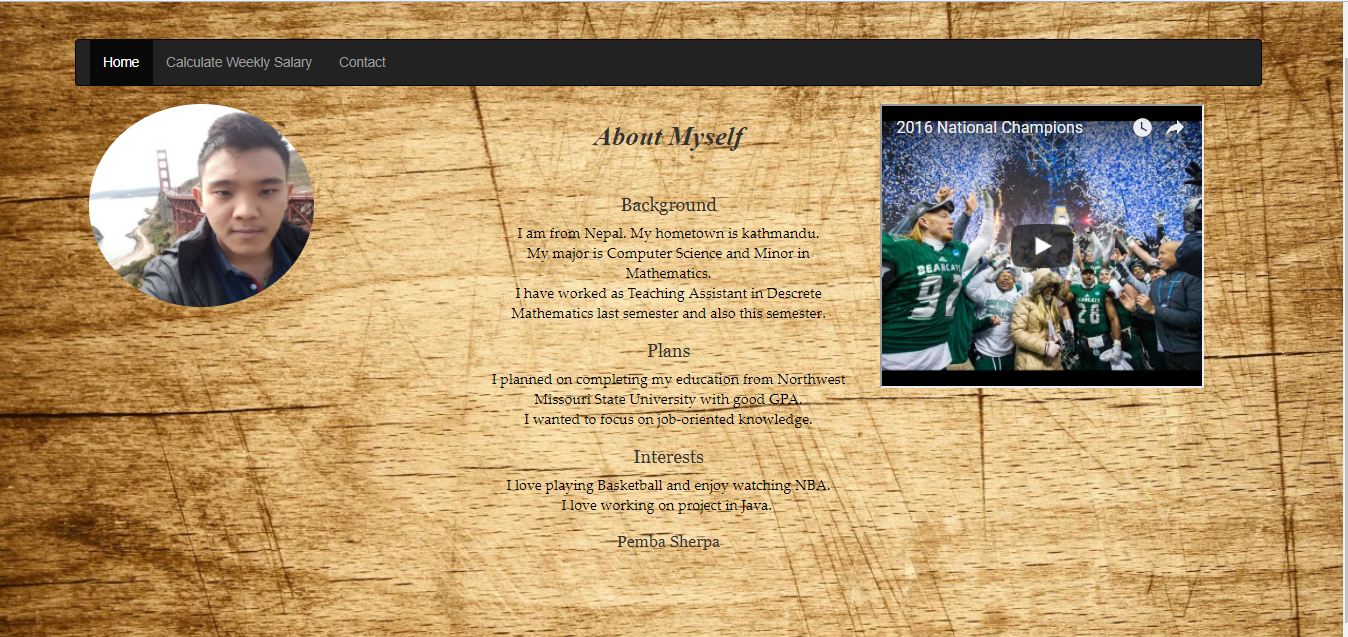 Home Calculate Weekly Salary Contact
About Myself
Background
I am from Nepal. My hometown is kathmandu.
My major is Computer Science and Minor in
Mathematics.
I have worked as Teaching Assistant in Descrete
Mathematics last semester and also this semester.
Plans
I planned on completing my education from Northwest
Missouri State University with good GPA.
I wanted to focus on job-oriented knowledge.
Interests
I love playing Basketball and enjoy watching NBA.
I love working on project in Java.
Pemba Sherpa
2016 National Champions
BEARCATS
97
BEARCATS
28